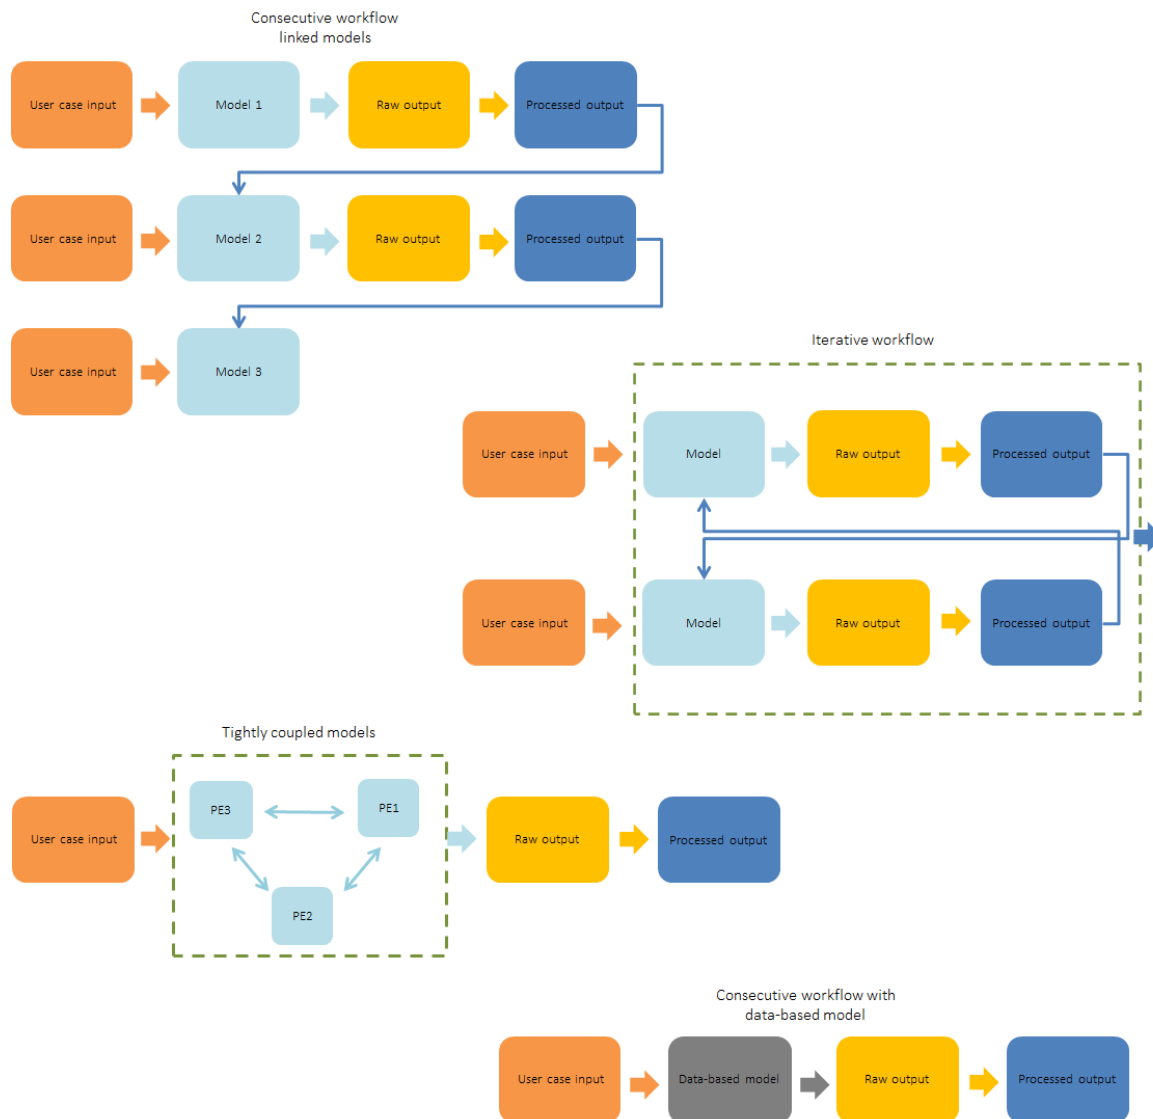 Consecutive workflow
linked models
User case input
Model 1
Raw output
Processed output
User case input
Model 2
Raw output
Processed output
User case input
Model 3
Iterative workflow
User case input
Model
Raw output
Processed output
User case input
Model
Raw output
Processed output
Tightly coupled models
User case input
PE3
PE1
PE2
Raw output
Processed output
Consecutive workflow with
data-based model
User case input
Data-based model
Raw output
Processed output